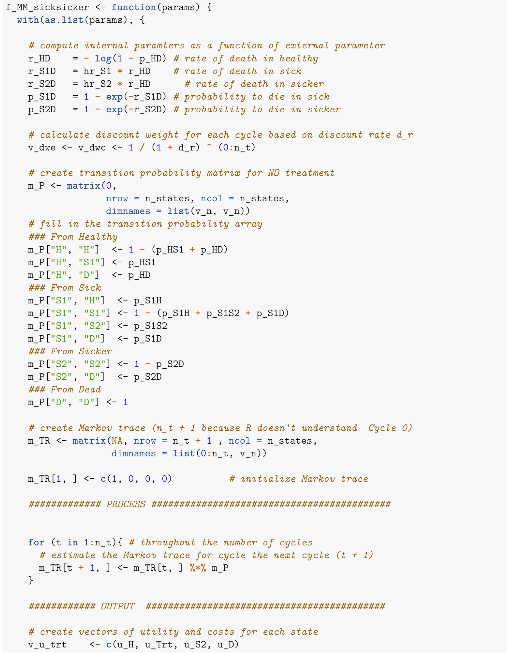 f_MM_sicksicker <- function(params) {
  with(as.list(params), {

    # compute internal paramters as a function of external parameter
    r_HD    = - log(1 - p_HD) # rate of death in healthy
    r_S1D   = hr_S1 * r_HD    # rate of death in sick
    r_S2D   = hr_S2 * r_HD      # rate of death in sicker
    p_S1D   = 1 - exp(-r_S1D) # probability to die in sick
    p_S2D   = 1 - exp(-r_S2D) # probability to die in sicker

    # calculate discount weight for each cycle based on discount rate d_r
    v_dwe <- v_dwc <- 1 / (1 + d_r) ^ (0:n_t)

    # create transition probability matrix for NO treatment
    m_P <- matrix(0,
                  nrow = n_states, ncol = n_states,
                  dimnames = list(v_n, v_n))
    # fill in the transition probability array
    ### From Healthy
    m_P["H", "H"]   <- 1 - (p_HS1 + p_HD)
    m_P["H", "S1"] <- p_HS1
    m_P["H", "D"]   <- p_HD
    ### From Sick
    m_P["S1", "H"]  <- p_S1H
    m_P["S1", "S1"] <- 1 - (p_S1H + p_S1S2 + p_S1D)
    m_P["S1", "S2"] <- p_S1S2
    m_P["S1", "D"]  <- p_S1D
    ### From Sicker
    m_P["S2", "S2"] <- 1 - p_S2D
    m_P["S2", "D"]  <- p_S2D
    ### From Dead
    m_P["D", "D"] <- 1

    # create Markov trace (n_t + 1 because R doesn't understand  Cycle 0)
    m_TR <- matrix(NA, nrow = n_t + 1 , ncol = n_states,
                   dimnames = list(0:n_t, v_n))

    m_TR[1, ] <- c(1, 0, 0, 0)          # initialize Markov trace

    ############# PROCESS ###########################################

    for (t in 1:n_t){ # throughout the number of cycles
      # estimate the Markov trace for cycle the next cycle (t + 1)
      m_TR[t + 1, ] <- m_TR[t, ] %*% m_P
    }

    ############ OUTPUT  ###########################################

    # create vectors of utility and costs for each state
    v_u_trt    <- c(u_H, u_Trt, u_S2, u_D)